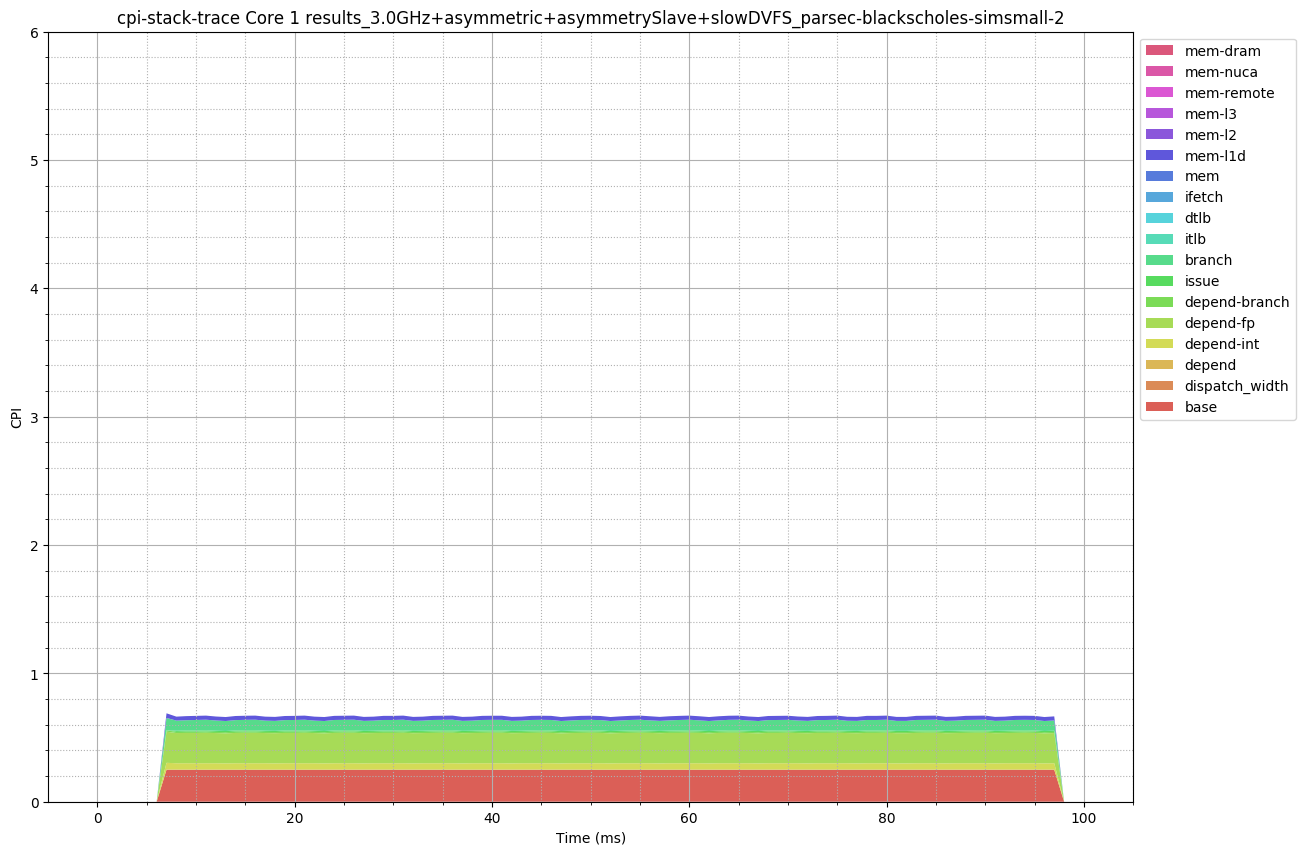 cpi-stack-trace Core 1 results_3.0GHz+asymmetric+asymmetrySlave+slowDVFS_parsec-blackscholes-simsmall-2
6
5
4
3
2
1
0
CPI
0 20 40 60 80 100
Time (ms)
mem-dram
mem-nuca
mem-remote
mem-l3
mem-l2
mem-l1d
mem
ifetch
dtlb
itlb
branch
issue
depend-branch
depend-fp
depend-int
depend
dispatch_width
base